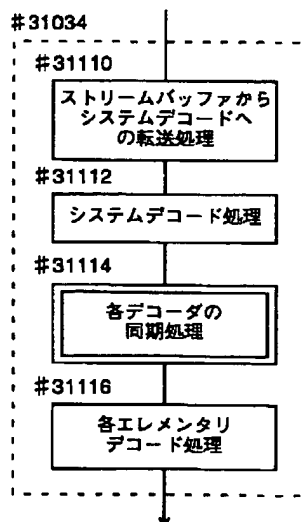 #31034
#31110
ストリームバッファから
システムデコードへ
の転送処理
#31112
システムデコード処理
#31114
各デコーダの
同期処理
#31116
各エレメンタリ
デコード処理